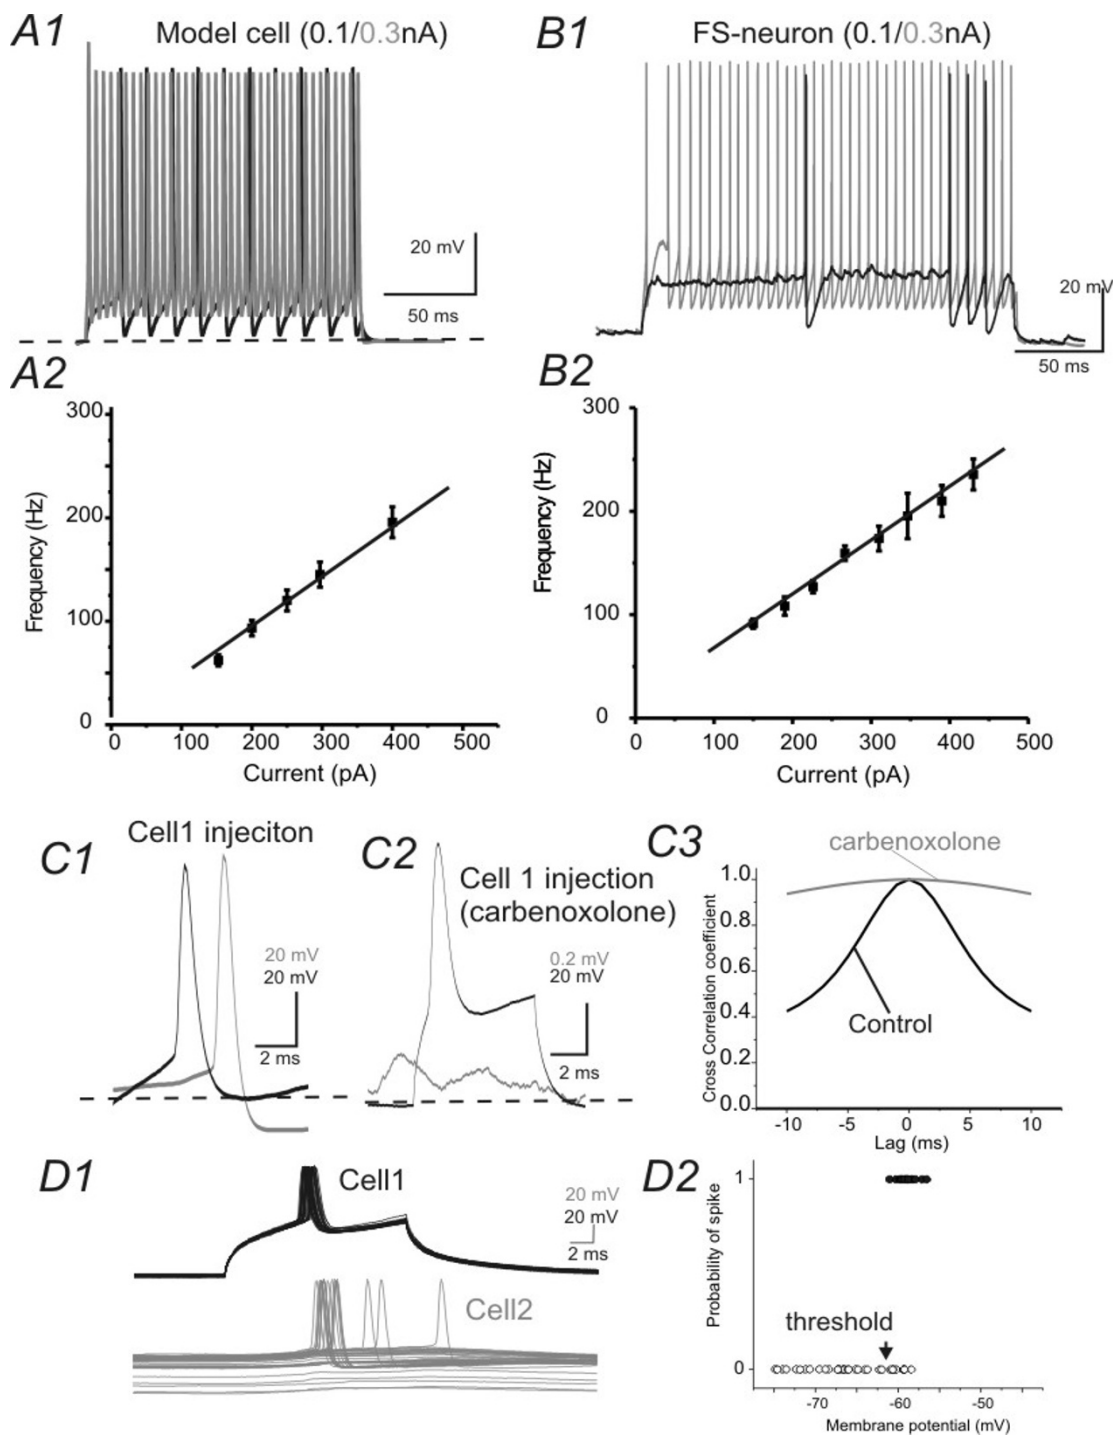 A1
Model cell (0.1/0.3nA)
20 mV
50 ms
B1
FS-neuron (0.1/0.3nA)
20 mV
50 ms
A2
300
200
100
0
Frequency (Hz)
0 100 200 300 400 500
Current (pA)
B2
300
200
100
0
Frequency (Hz)
0 100 200 300 400 500
Current (pA)
C1
Cell1 injeciton
20 mV
20 mV
2 ms
C2
Cell 1 injection
(carbenoxolone)
0.2 mV
20 mV
2 ms
C3
carbenoxolone
1.0
0.8
0.6
0.4
0.2
0.0
Cross Correlation coefficient
Control
-10 -5 0 5 10
Lag (ms)
D1
Cell1
20 mV
20 mV
2 ms
Cell2
D2
1
0
Probability of spike
threshold
-70 -60 -50
Membrane potential (mV)